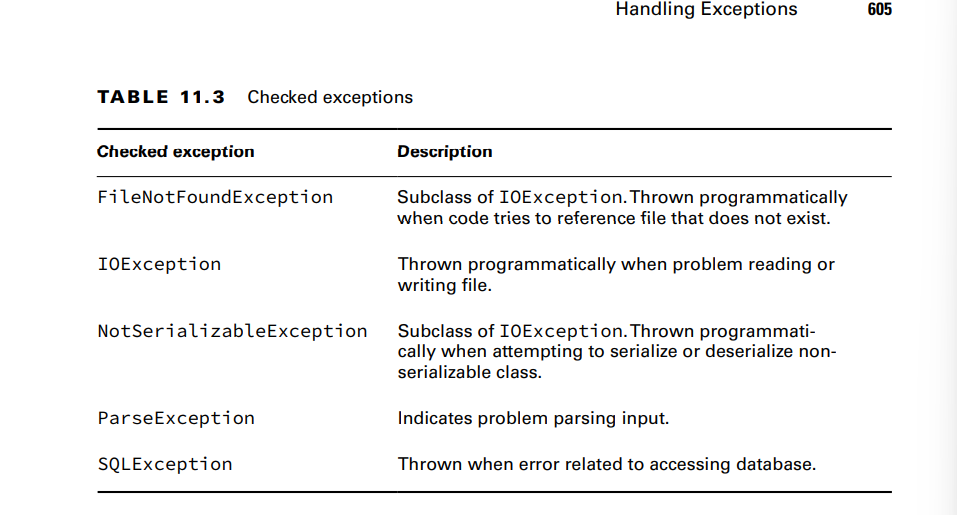 Handling Exceptions 605
TABLE 11.3 Checked exceptions
Checked exception Description
FileNotFoundException Subclass of IOException. Thrown programmatically
when code tries to reference file that does not exist.
IOException Thrown programmatically when problem reading or
writing file.
NotSerializableException Subclass of IOException. Thrown programmati-
cally when attempting to serialize or deserialize non-
serializable class.
ParseException Indicates problem parsing input.
SQLException Thrown when error related to accessing database.